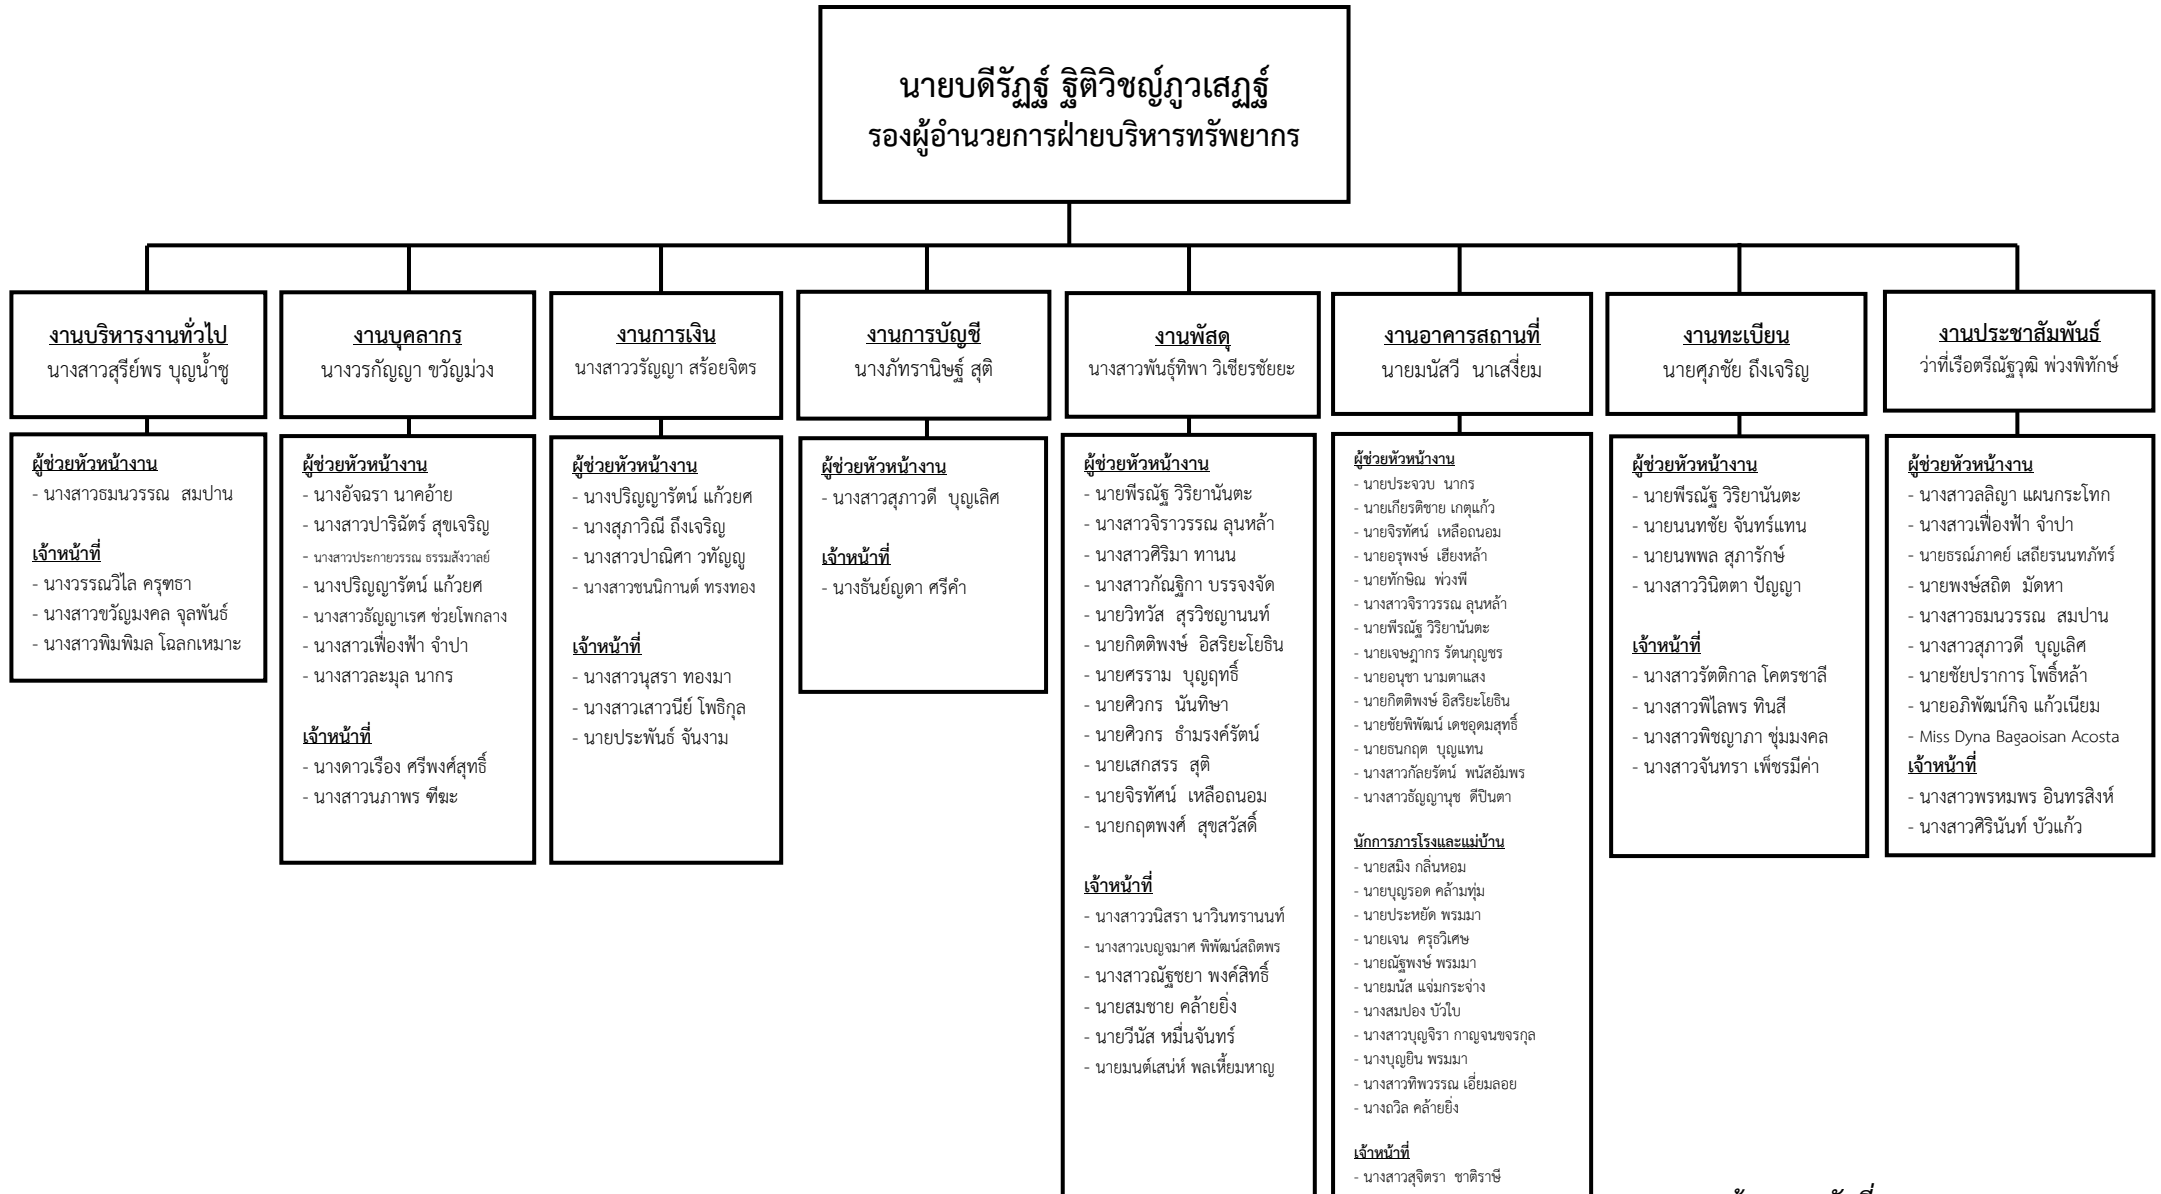 นายบดีรัฏฐ์ ฐิติวิชญ์ภูวเสฏฐ์
รองผู้อำนวยการฝ่ายบริหารทรัพยากร
งานบริหารงานทั่วไป
นางสาวสุรีย์พร บุญน้ำชู
ผู้ช่วยหัวหน้างาน
- นางสาวธมนวรรณ สมปาน
เจ้าหน้าที่
- นางวรรณวิไล ครุฑธา
- นางสาวขวัญมงคล จุลพันธ์
- นางสาวพิมพิมล โฉลกเหมาะ
งานบุคลากร
นางวรกัญญา ขวัญม่วง
ผู้ช่วยหัวหน้างาน
- นางอัจฉรา นาคอ้าย
- นางสาวปาริฉัตร์ สุขเจริญ
- นางสาวประกายวรรณ ธรรมสังวาลย์
- นางปริญญารัตน์ แก้วยศ
- นางสาวธัญญาเรศ ช่วยโพกลาง
- นางสาวเฟื่องฟ้า จำปา
- นางสาวละมุล นากร
เจ้าหน้าที่
- นางดาวเรือง ศรีพงศ์สุทธิ์
- นางสาวนภาพร ฑีฆะ
งานการเงิน
นางสาววรัญญา สร้อยจิตร
ผู้ช่วยหัวหน้างาน
- นางปริญญารัตน์ แก้วยศ
- นางสุภาวิณี ถึงเจริญ
- นางสาวปาณิศา วทัญญู
- นางสาวชนนิกานต์ ทรงทอง
เจ้าหน้าที่
- นางสาวนุสรา ทองมา
- นางสาวเสาวนีย์ โพธิกุล
- นายประพันธ์ จันงาม
งานการบัญชี
นางภัทรานิษฐ์ สุติ
ผู้ช่วยหัวหน้างาน
- นางสาวสุภาวดี บุญเลิศ
เจ้าหน้าที่
- นางธันย์ญดา ศรีคำ
งานพัสดุ
นางสาวพันธุ์ทิพา วิเชียรชัยยะ
ผู้ช่วยหัวหน้างาน
- นายพีรณัฐ วิริยานันตะ
- นางสาวจิราวรรณ ลุนหล้า
- นางสาวศิริมา ทานน
- นางสาวกัณฐิกา บรรจงจัด
- นายวิทวัส สุรวิชญานนท์
- นายกิตติพงษ์ อิสริยะโยธิน
- นายศรราม บุญฤทธิ์
- นายศิวกร นันทิษา
- นายศิวกร ธำมรงค์รัตน์
- นายเสกสรร สุติ
- นายจิรทัศน์ เหลือถนอม
- นายกฤตพงศ์ สุขสวัสดิ์
เจ้าหน้าที่
- นางสาววนิสรา นาวินทรานนท์
- นางสาวเบญจมาศ พิพัฒน์สถิตพร
- นางสาวณัฐชยา พงค์สิทธิ์
- นายสมชาย คล้ายยิ่ง
- นายวีนัส หมื่นจันทร์
- นายมนต์เสน่ห์ พลเหี้ยมหาญ
งานอาคารสถานที่
นายมนัสวี นาเสงี่ยม
ผู้ช่วยหัวหน้างาน
- นายประจวบ นากร
- นายเกียรติชาย เกตุแก้ว
- นายจิรทัศน์ เหลือถนอม
- นายอรุพงษ์ เฮียงหล้า
- นายทักษิณ พ่วงพี
- นางสาวจิราวรรณ ลุนหล้า
- นายพีรณัฐ วิริยานันตะ
- นายเจษฎากร รัตนกุญชร
- นายอนุชา นามตาแสง
- นายกิตติพงษ์ อิสริยะโยธิน
- นายชัยพิพัฒน์ เดชอุดมสุทธิ์
- นายธนกฤต บุญแทน
- นางสาวกัลยรัตน์ พนัสอัมพร
- นางสาวธัญญานุช ดีปินตา
นักการภารโรงและแม่บ้าน
- นายสมิง กลิ่นหอม
- นายบุญรอด คล้ามทุ่ม
- นายประหยัด พรมมา
- นายเจน ครุธวิเศษ
- นายณัฐพงษ์ พรมมา
- นายมนัส แจ่มกระจ่าง
- นางสมปอง บัวใบ
- นางสาวบุญจิรา กาญจนขจรกุล
- นางบุญยิน พรมมา
- นางสาวทิพวรรณ เอี่ยมลอย
- นางถวิล คล้ายยิ่ง
เจ้าหน้าที่
- นางสาวสุจิตรา ชาติราษี
งานทะเบียน
นายศุภชัย ถึงเจริญ
ผู้ช่วยหัวหน้างาน
- นายพีรณัฐ วิริยานันตะ
- นายนนทชัย จันทร์แทน
- นายนพพล สุภารักษ์
- นางสาววินิตตา ปัญญา
เจ้าหน้าที่
- นางสาวรัตติกาล โคตรชาลี
- นางสาวพิไลพร ทินสี
- นางสาวพิชญาภา ชุ่มมงคล
- นางสาวจันทรา เพ็ชรมีค่า
งานประชาสัมพันธ์
ว่าที่เรือตรีณัฐวุฒิ พ่วงพิทักษ์
ผู้ช่วยหัวหน้างาน
- นางสาวลลิญา แผนกระโทก
- นางสาวเฟื่องฟ้า จำปา
- นายธรณ์ภาคย์ เสถียรนนทภัทร์
- นายพงษ์สถิต มัดหา
- นางสาวธมนวรรณ สมปาน
- นางสาวสุภาวดี บุญเลิศ
- นายชัยปราการ โพธิ์หล้า
- นายอภิพัฒน์กิจ แก้วเนียม
- Miss Dyna Bagaoisan Acosta
เจ้าหน้าที่
- นางสาวพรหมพร อินทรสิงห์
- นางสาวศิรินันท์ บัวแก้ว